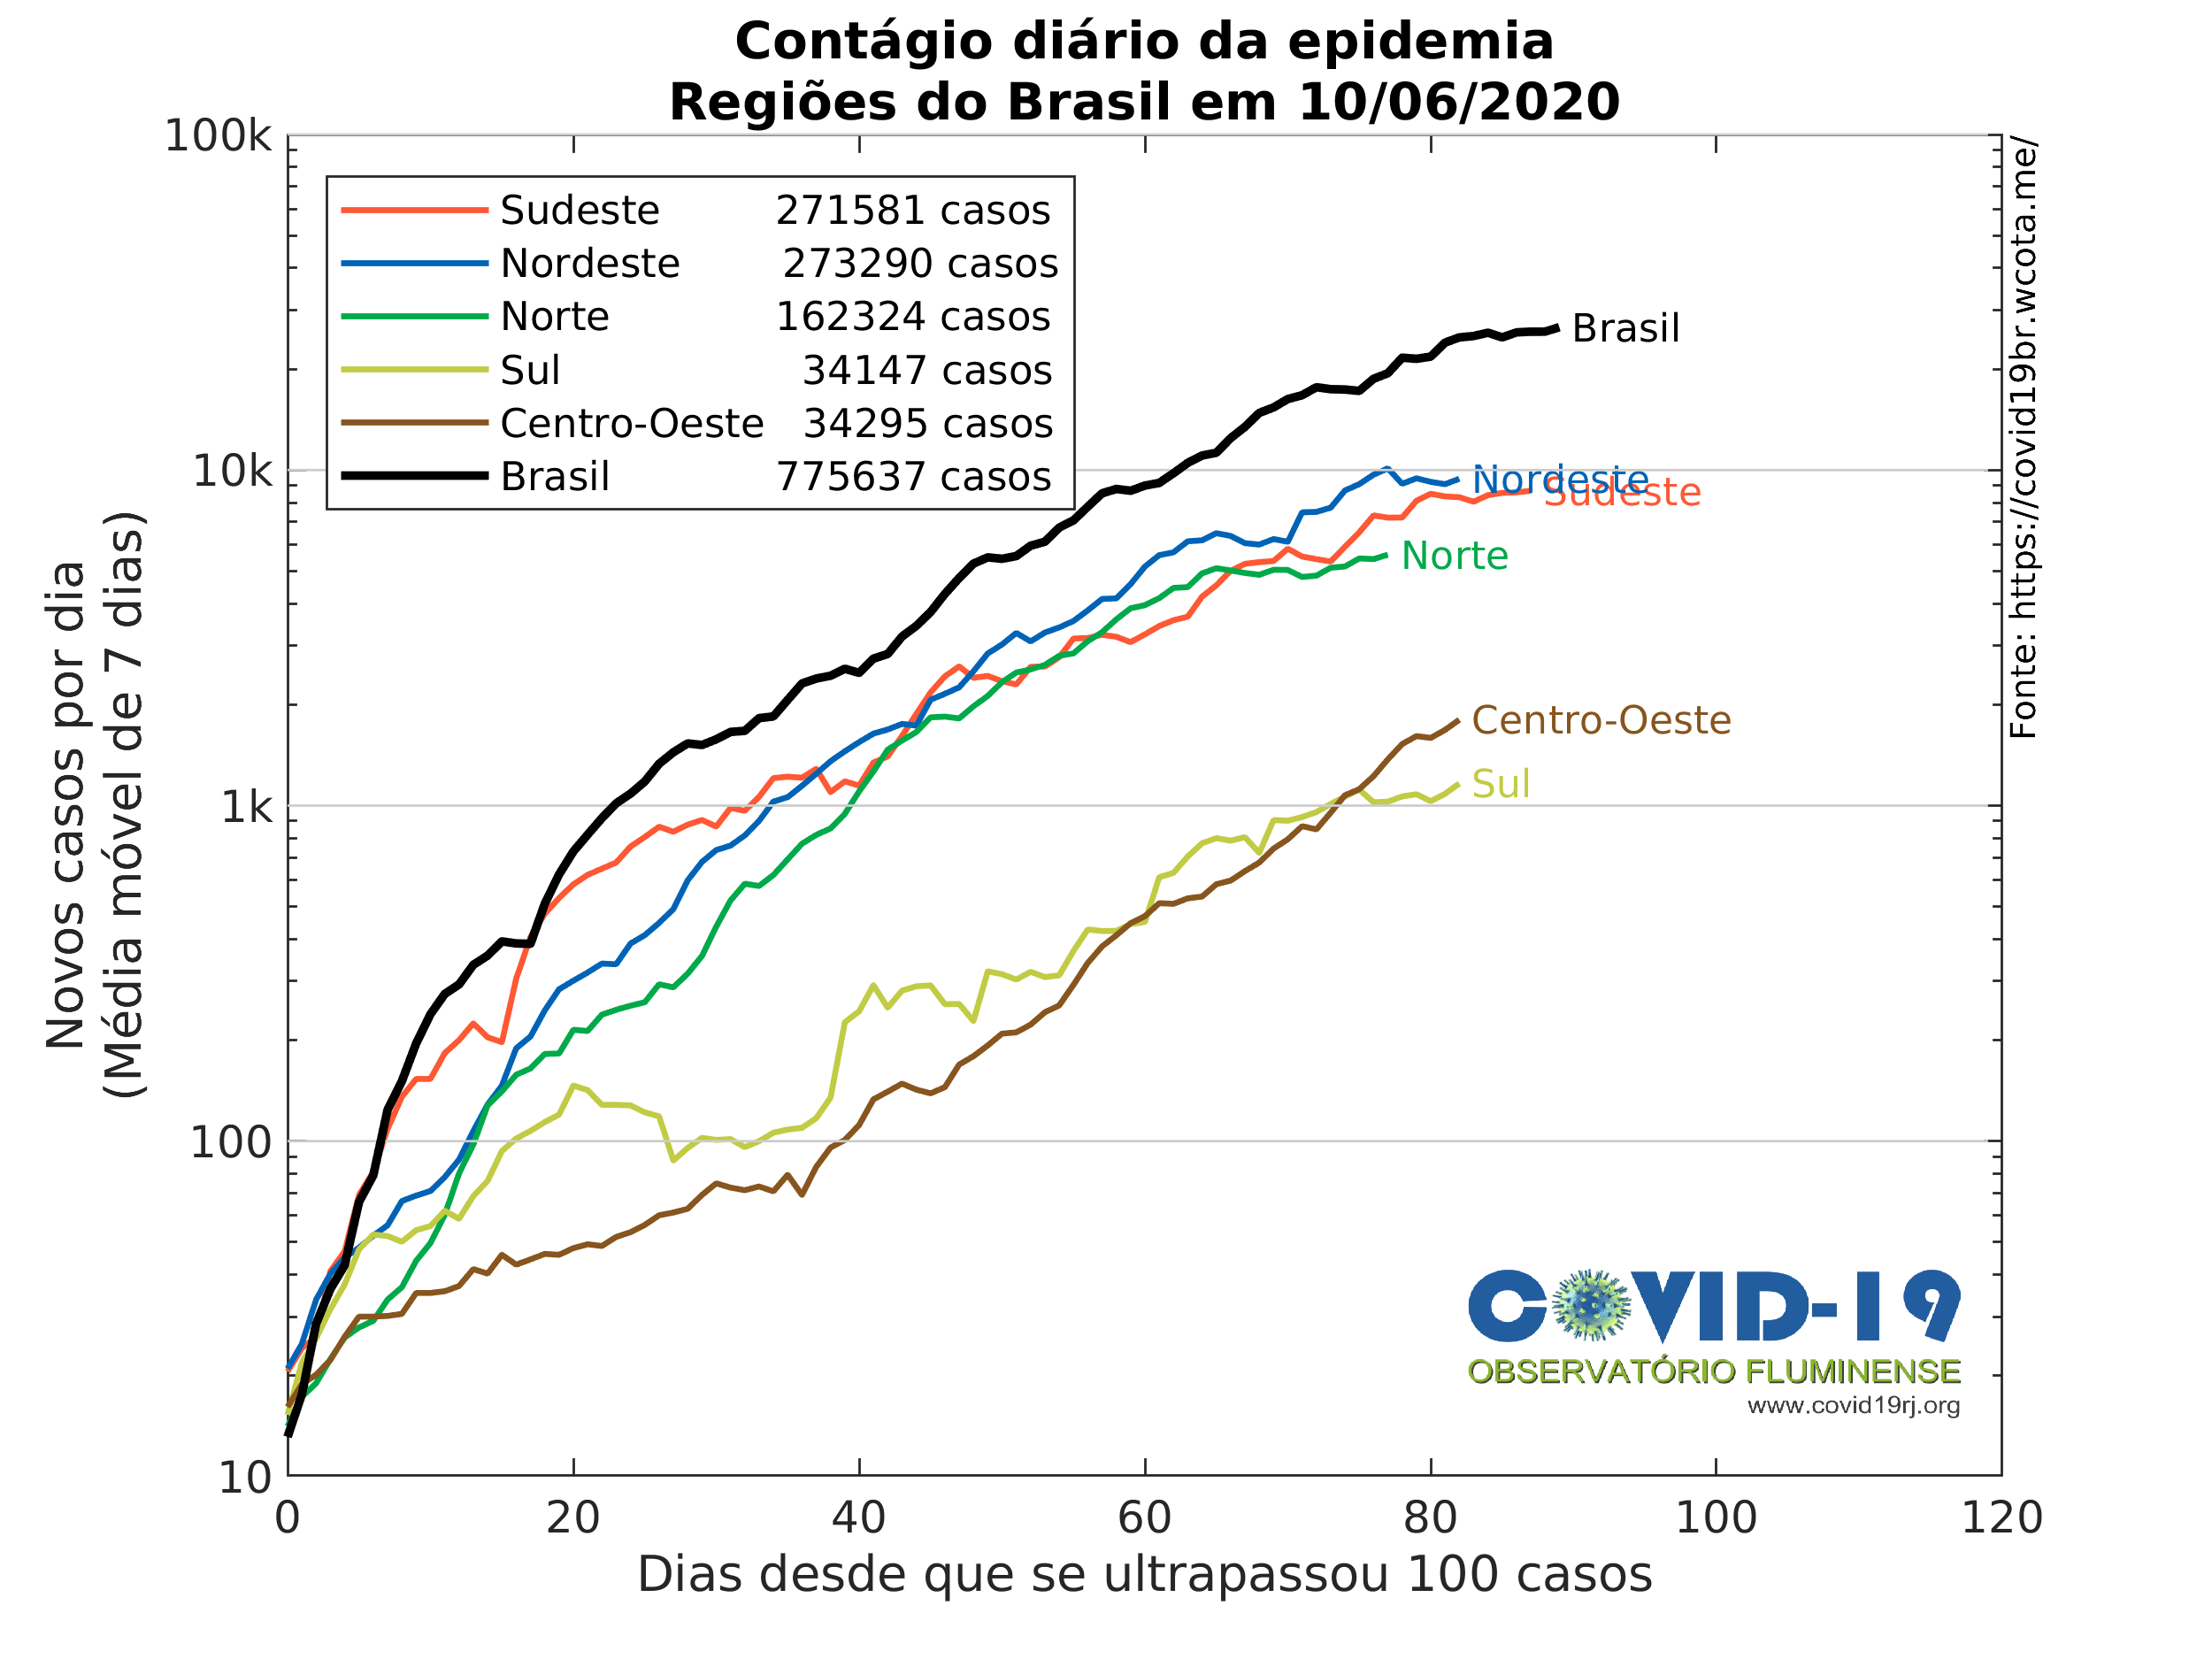 Contágio diário da epidemia
Regiões do Brasil em 10/06/2020
Novos casos por dia
(Média móvel de 7 dias)
100k
10k
1k
100
10
Sudeste 271581 casos
Nordeste 273290 casos
Norte 162324 casos
Sul 34147 casos
Centro-Oeste 34295 casos
Brasil 775637 casos
Brasil
Nordeste
Sudeste
Norte
Centro-Oeste
Sul
Fonte: https://covid19br.wcota.me/
COVID-19
OBSERVATÓRIO FLUMINENSE
www.covid19rj.org
0 20 40 60 80 100 120
Dias desde que se ultrapassou 100 casos